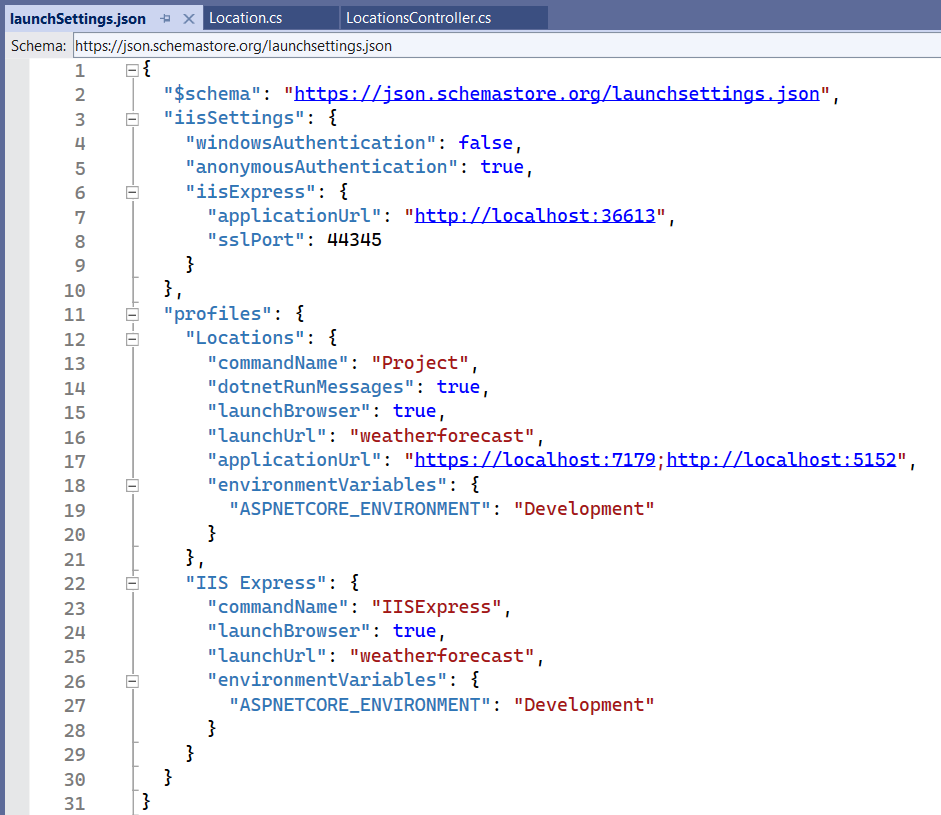 launchSettings.json Location.cs LocationsController.cs
Schema: https://json.schemastore.org/launchsettings.json
1 {
2 "$schema": "https://json.schemastore.org/launchsettings.json",
3 "iisSettings": {
4 "windowsAuthentication": false,
5 "anonymousAuthentication": true,
6 "iisExpress": {
7 "applicationUrl": "http://localhost:36613",
8 "sslPort": 44345
9 }
10 },
11 "profiles": {
12 "Locations": {
13 "commandName": "Project",
14 "dotnetRunMessages": true,
15 "launchBrowser": true,
16 "launchUrl": "weatherforecast",
17 "applicationUrl": "https://localhost:7179;http://localhost:5152",
18 "environmentVariables": {
19 "ASPNETCORE_ENVIRONMENT": "Development"
20 }
21 },
22 "IIS Express": {
23 "commandName": "IISExpress",
24 "launchBrowser": true,
25 "launchUrl": "weatherforecast",
26 "environmentVariables": {
27 "ASPNETCORE_ENVIRONMENT": "Development"
28 }
29 }
30 }
31 }